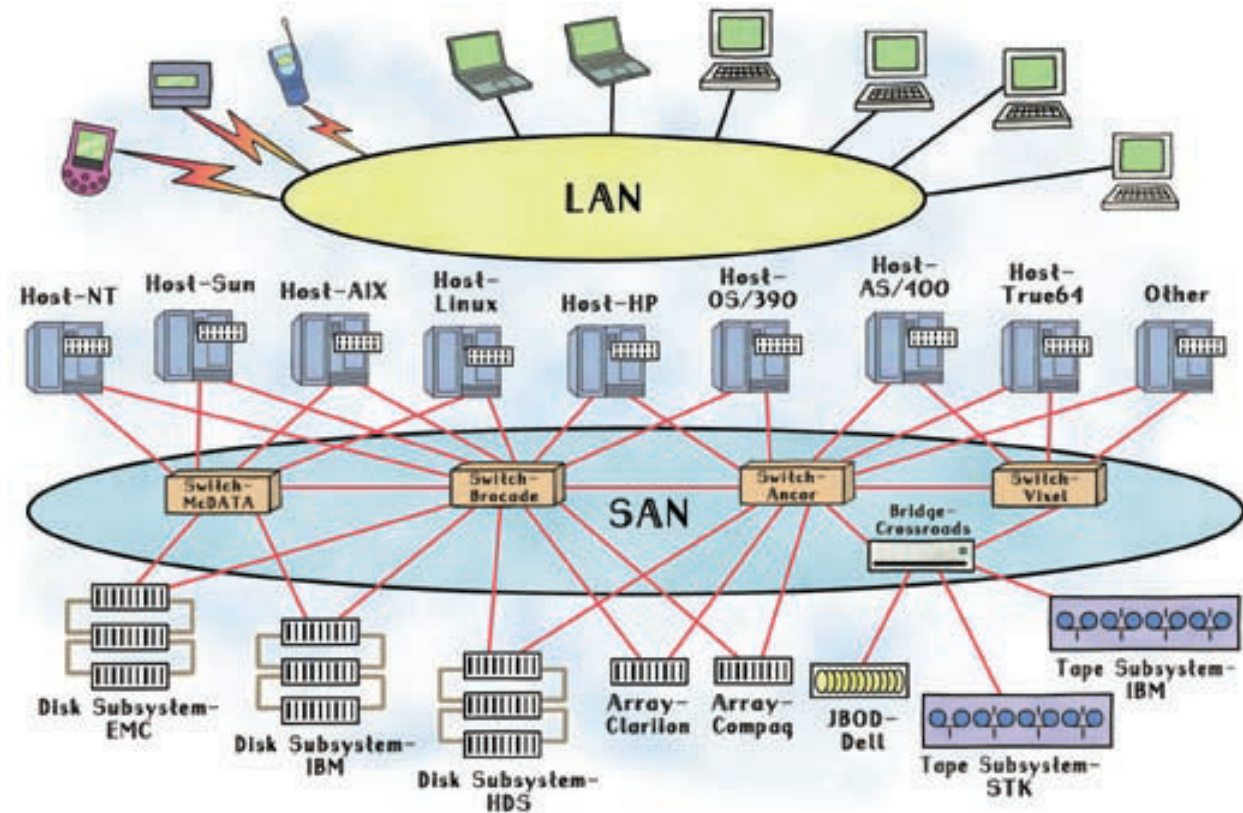 LAN
Host-NT
Host-Sun
Host-AIX
Host-
Linux
Host-HP
Host-
OS/390
Host-
AS/400
Host-
True64
Other
Switch-
McDATA
Switch-
Brocade
Switch-
Ancor
Switch-
Vixel
SAN
Bridge-
Crossroads
Disk Subsystem-
EMC
Disk Subsystem-
IBM
Disk Subsystem-
HDS
Array-
Clariion
Array-
Compaq
JBOD-
Dell
Tape Subsystem-
STK
Tape Subsystem-
IBM